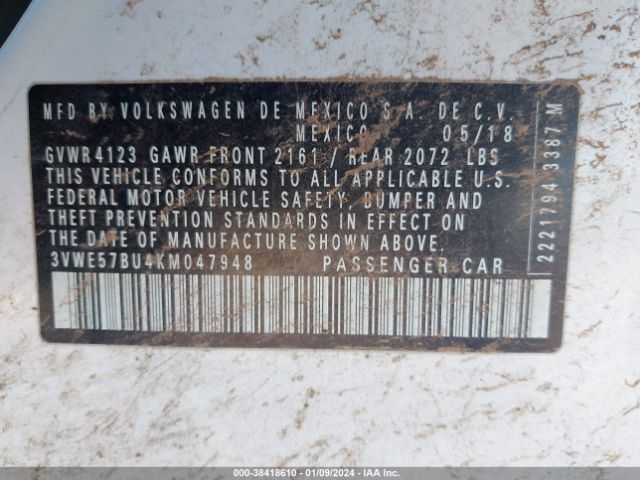 MFD BY VOLKSWAGEN DE MEXICO S.A. DE C.V.
MEXICO 05/18
GVWR 4123 GAWR FRONT 2161 / REAR 2072 LBS
THIS VEHICLE CONFORMS TO ALL APPLICABLE U.S.
FEDERAL MOTOR VEHICLE SAFETY, BUMPER AND
THEFT PREVENTION STANDARDS IN EFFECT ON
THE DATE OF MANUFACTURE SHOWN ABOVE.
3VWE57BU4KM047948 PASSENGER CAR
2221794 3387 M
000-38418610 - 01/09/2024 - IAA Inc.